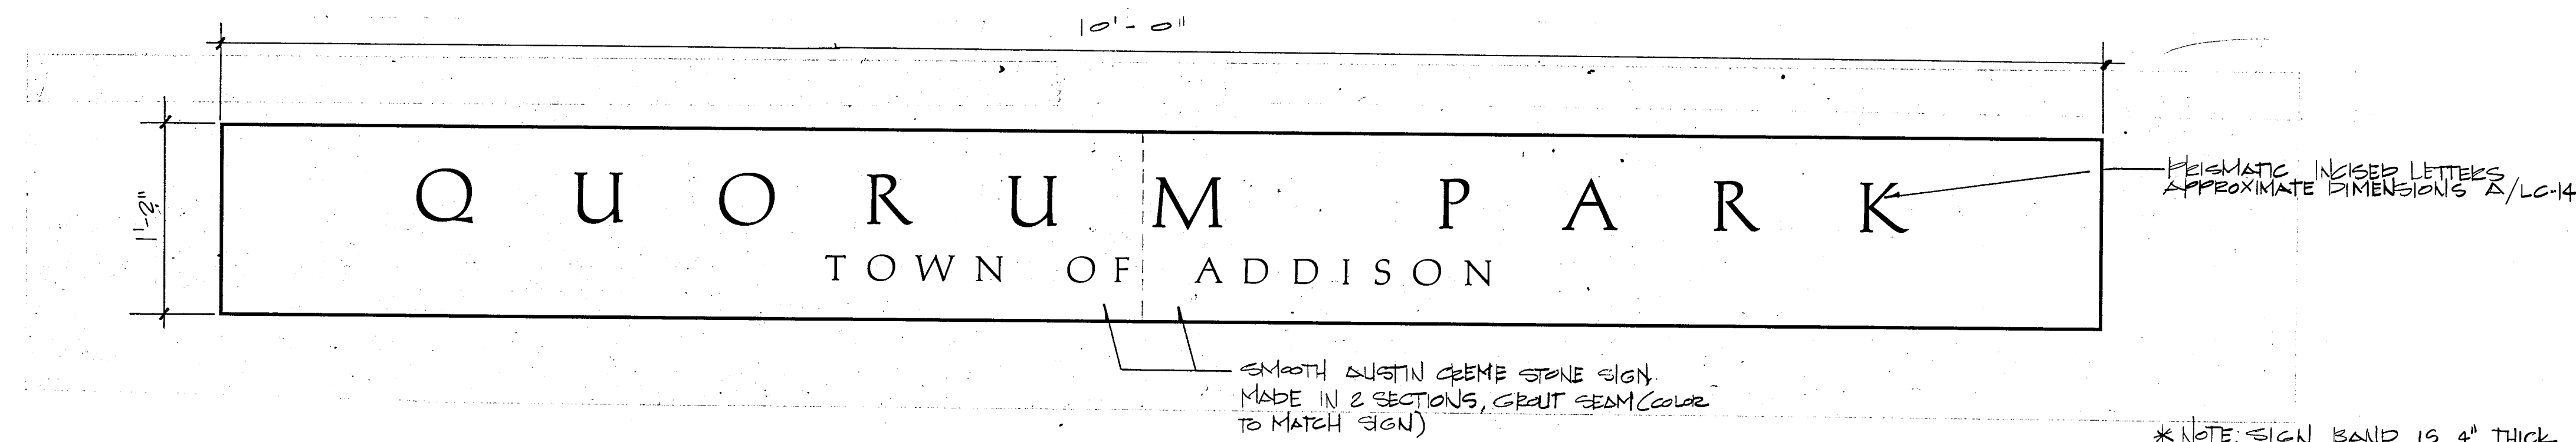 10'-0"
1'-2"
QUORUM PARK
TOWN OF ADDISON
PRISMATIC INCISED LETTERS
APPROXIMATE DIMENSIONS A/LC-14
SMOOTH AUSTIN CREME STONE SIGN.
MADE IN 2 SECTIONS, GROUT SEAM (COLOR
TO MATCH SIGN)
* NOTE: SIGN BAND IS 4" THICK